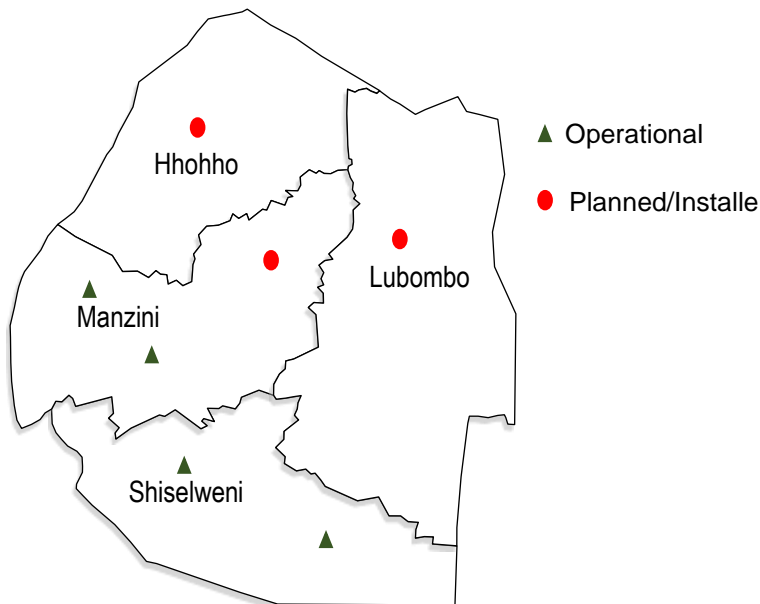 Operational
Hhohho
Planned/Installe
Lubombo
Manzini
Shiselweni